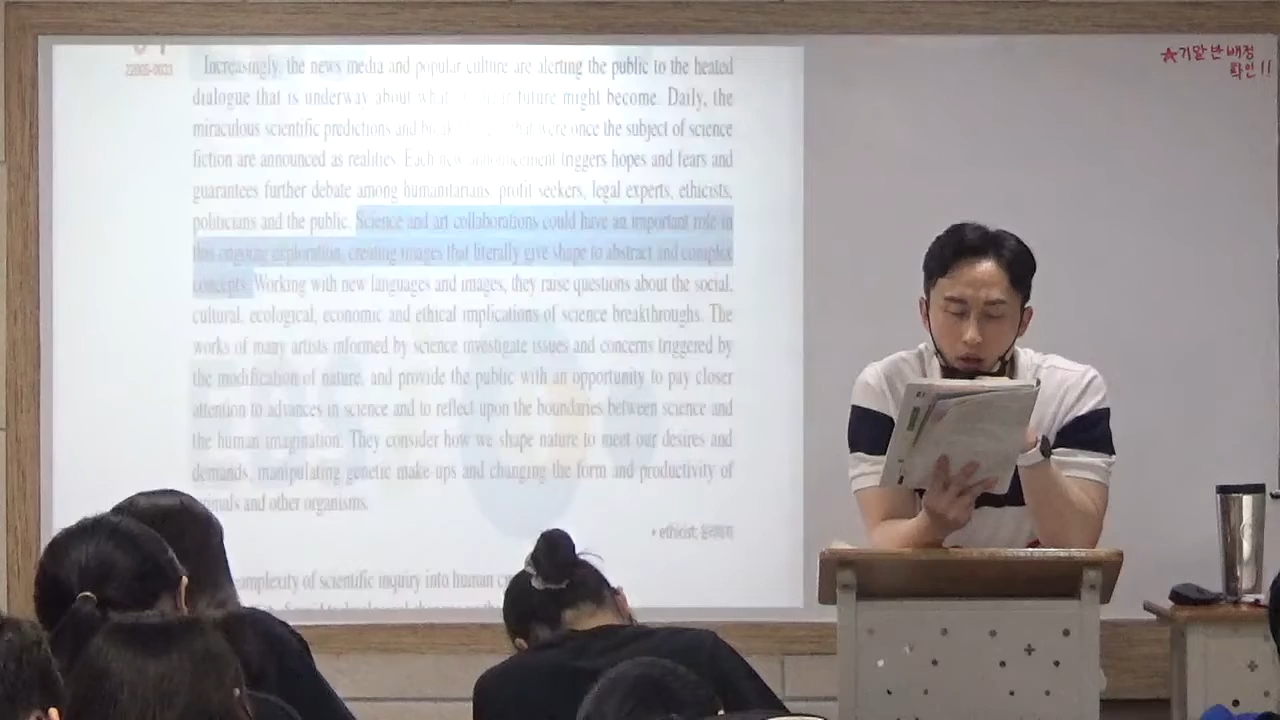 22005-0033
Increasingly, the news media and popular culture are alerting the public to the heated
dialogue that is underway about what future might become. Daily, the
miraculous scientific predictions and that were once the subject of science
fiction are announced as realities. Each new announcement triggers hopes and fears and
guarantees further debate among humanitarians, profit seekers, legal experts, ethicists,
politicians and the public. Science and art collaborations could have an important role in
this ongoing exploration, creating images that literally give shape to abstract and complex
concepts. Working with new languages and images, they raise questions about the social,
cultural, ecological, economic and ethical implications of science breakthroughs. The
works of many artists informed by science investigate issues and concerns triggered by
the modification of nature, and provide the public with an opportunity to pay closer
attention to advances in science and to reflect upon the boundaries between science and
the human imagination. They consider how we shape nature to meet our desires and
demands, manipulating genetic make-ups and changing the form and productivity of
animals and other organisms.
* ethicist: 윤리학자
complexity of scientific inquiry into human
☆기말 반 배정
확인!!